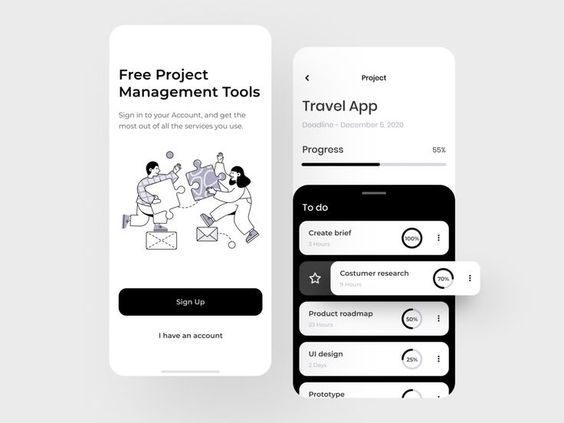 Free Project
Management Tools
Sign in to your Account, and get the
most out of all the services you use.
Sign Up
I have an account
Project
Travel App
Deadline - December 5, 2020
Progress
55%
To do
Create brief
3 Hours
100%
Costumer research
9 Hours
70%
Product roadmap
23 Hours
50%
UI design
2 Days
25%
Prototype